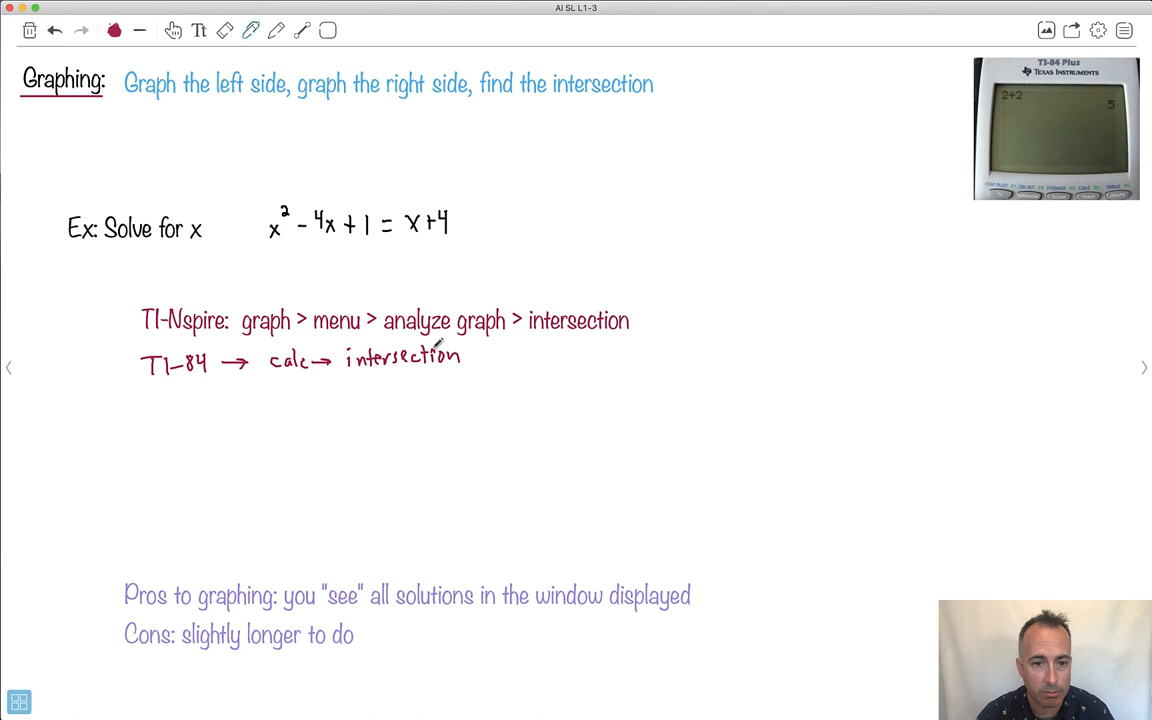 AI SL L1-3
Tt
Graphing: Graph the left side, graph the right side, find the intersection
TI-84 Plus
TEXAS INSTRUMENTS
2+2
5
Ex: Solve for x x² - 4x + 1 = x+4
TI-Nspire: graph > menu > analyze graph > intersection
TI-84 → calc → intersection
Pros to graphing: you "see" all solutions in the window displayed
Cons: slightly longer to do